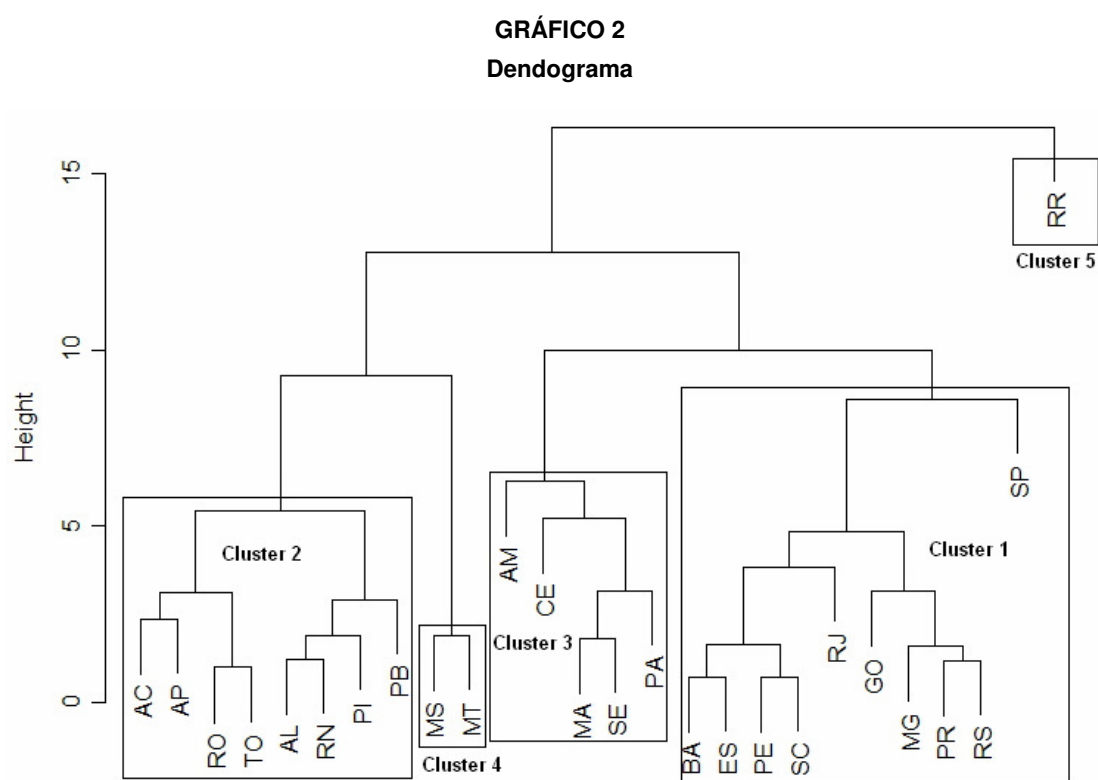 GRÁFICO 2
Dendograma
Height
15
10
5
0
RR
Cluster 5
SP
Cluster 1
Cluster 2
AM
CE
Cluster 3
RJ
GO
PA
AC
AP
PB
PI
MS
MT
MA
SE
RO
TO
AL
RN
MG
PR
RS
BA
ES
PE
SC
Cluster 4